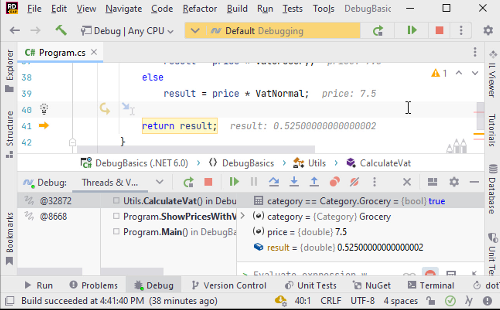 File Edit View Navigate Code Refactor Build Run Tests Tools DebugBasic
Debug | Any CPU Default Debugging
C# Program.cs
38 else
39 result = price * VatNormal; price: 7.5
40
41 return result; result: 0.52500000000000002
42 }
1
Explorer
Structure
Bookmarks
IL Viewer
Tutorials
Database
Unit Te
DebugBasics (.NET 6.0) DebugBasics Utils CalculateVat
Debug: Threads & V
@32872 Utils.CalculateVat() in Debu category == Category.Grocery = {bool} true
@8668 Program.ShowPricesWithV category = {Category} Grocery
Program.Main() in DebugBa price = {double} 7.5
result = {double} 0.52500000000000002
Evaluate expression
Run Problems Debug Version Control Unit Tests NuGet Terminal dot
Build succeeded at 4:41:40 PM (38 minutes ago) 40:1 CRLF UTF-8 4 spaces